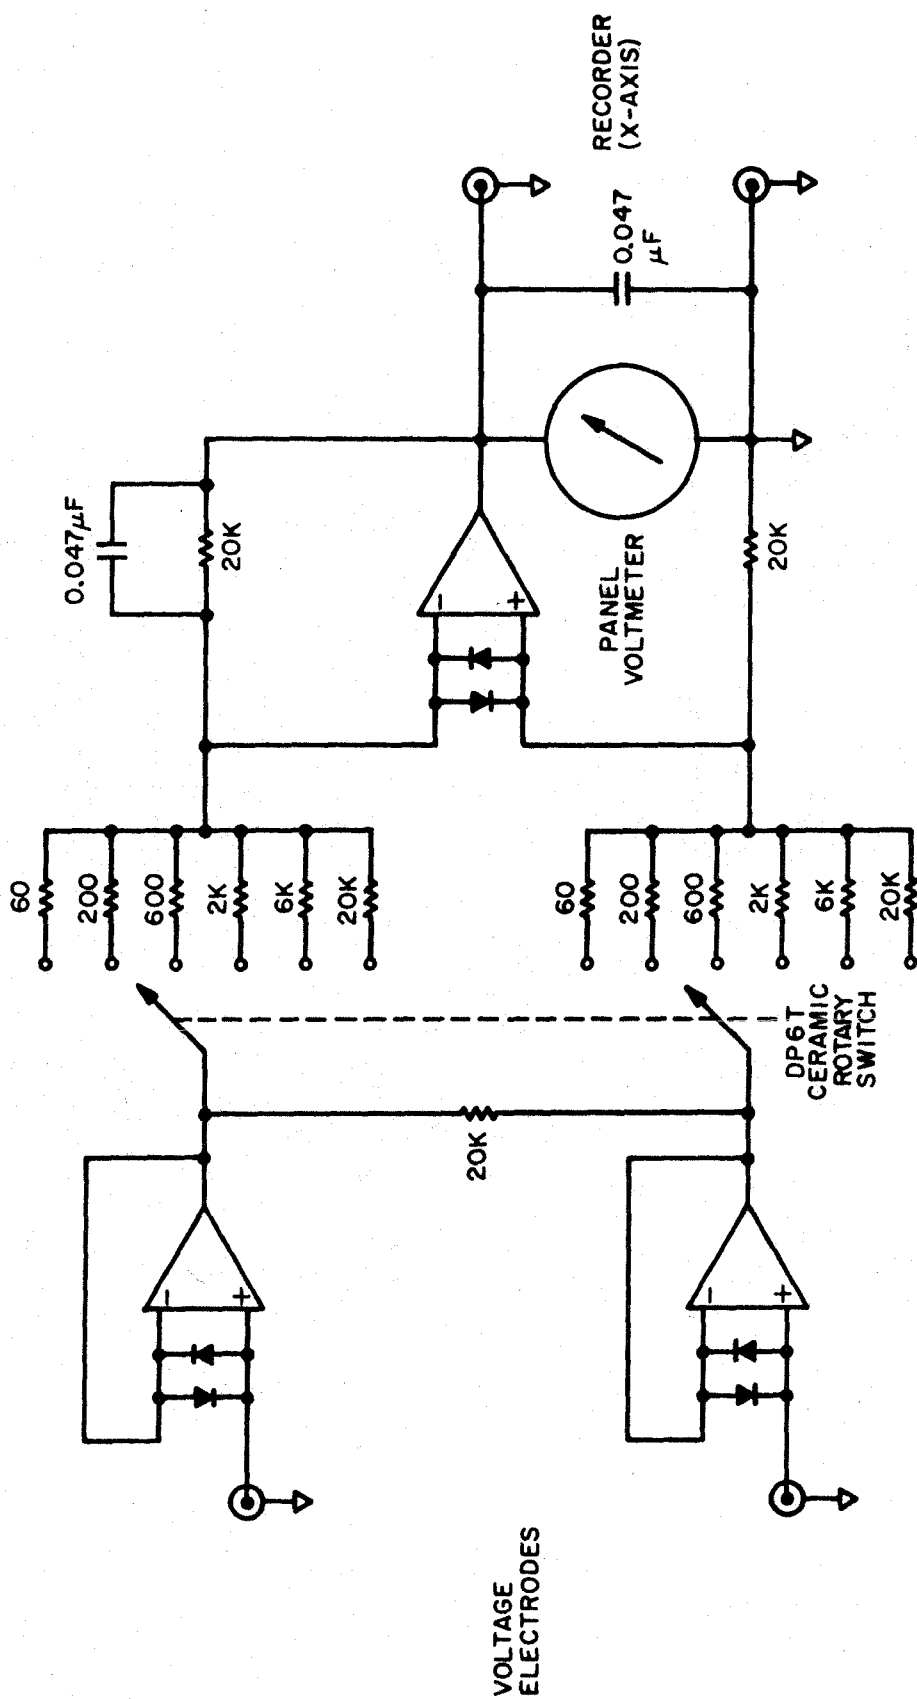 0.047µF
20K
60
200
600
2K
6K
20K
-
+
20K
-
+
PANEL
VOLTMETER
0.047
µF
RECORDER
(X-AXIS)
VOLTAGE
ELECTRODES
-
+
60
200
600
2K
6K
20K
20K
DP6T
CERAMIC
ROTARY
SWITCH